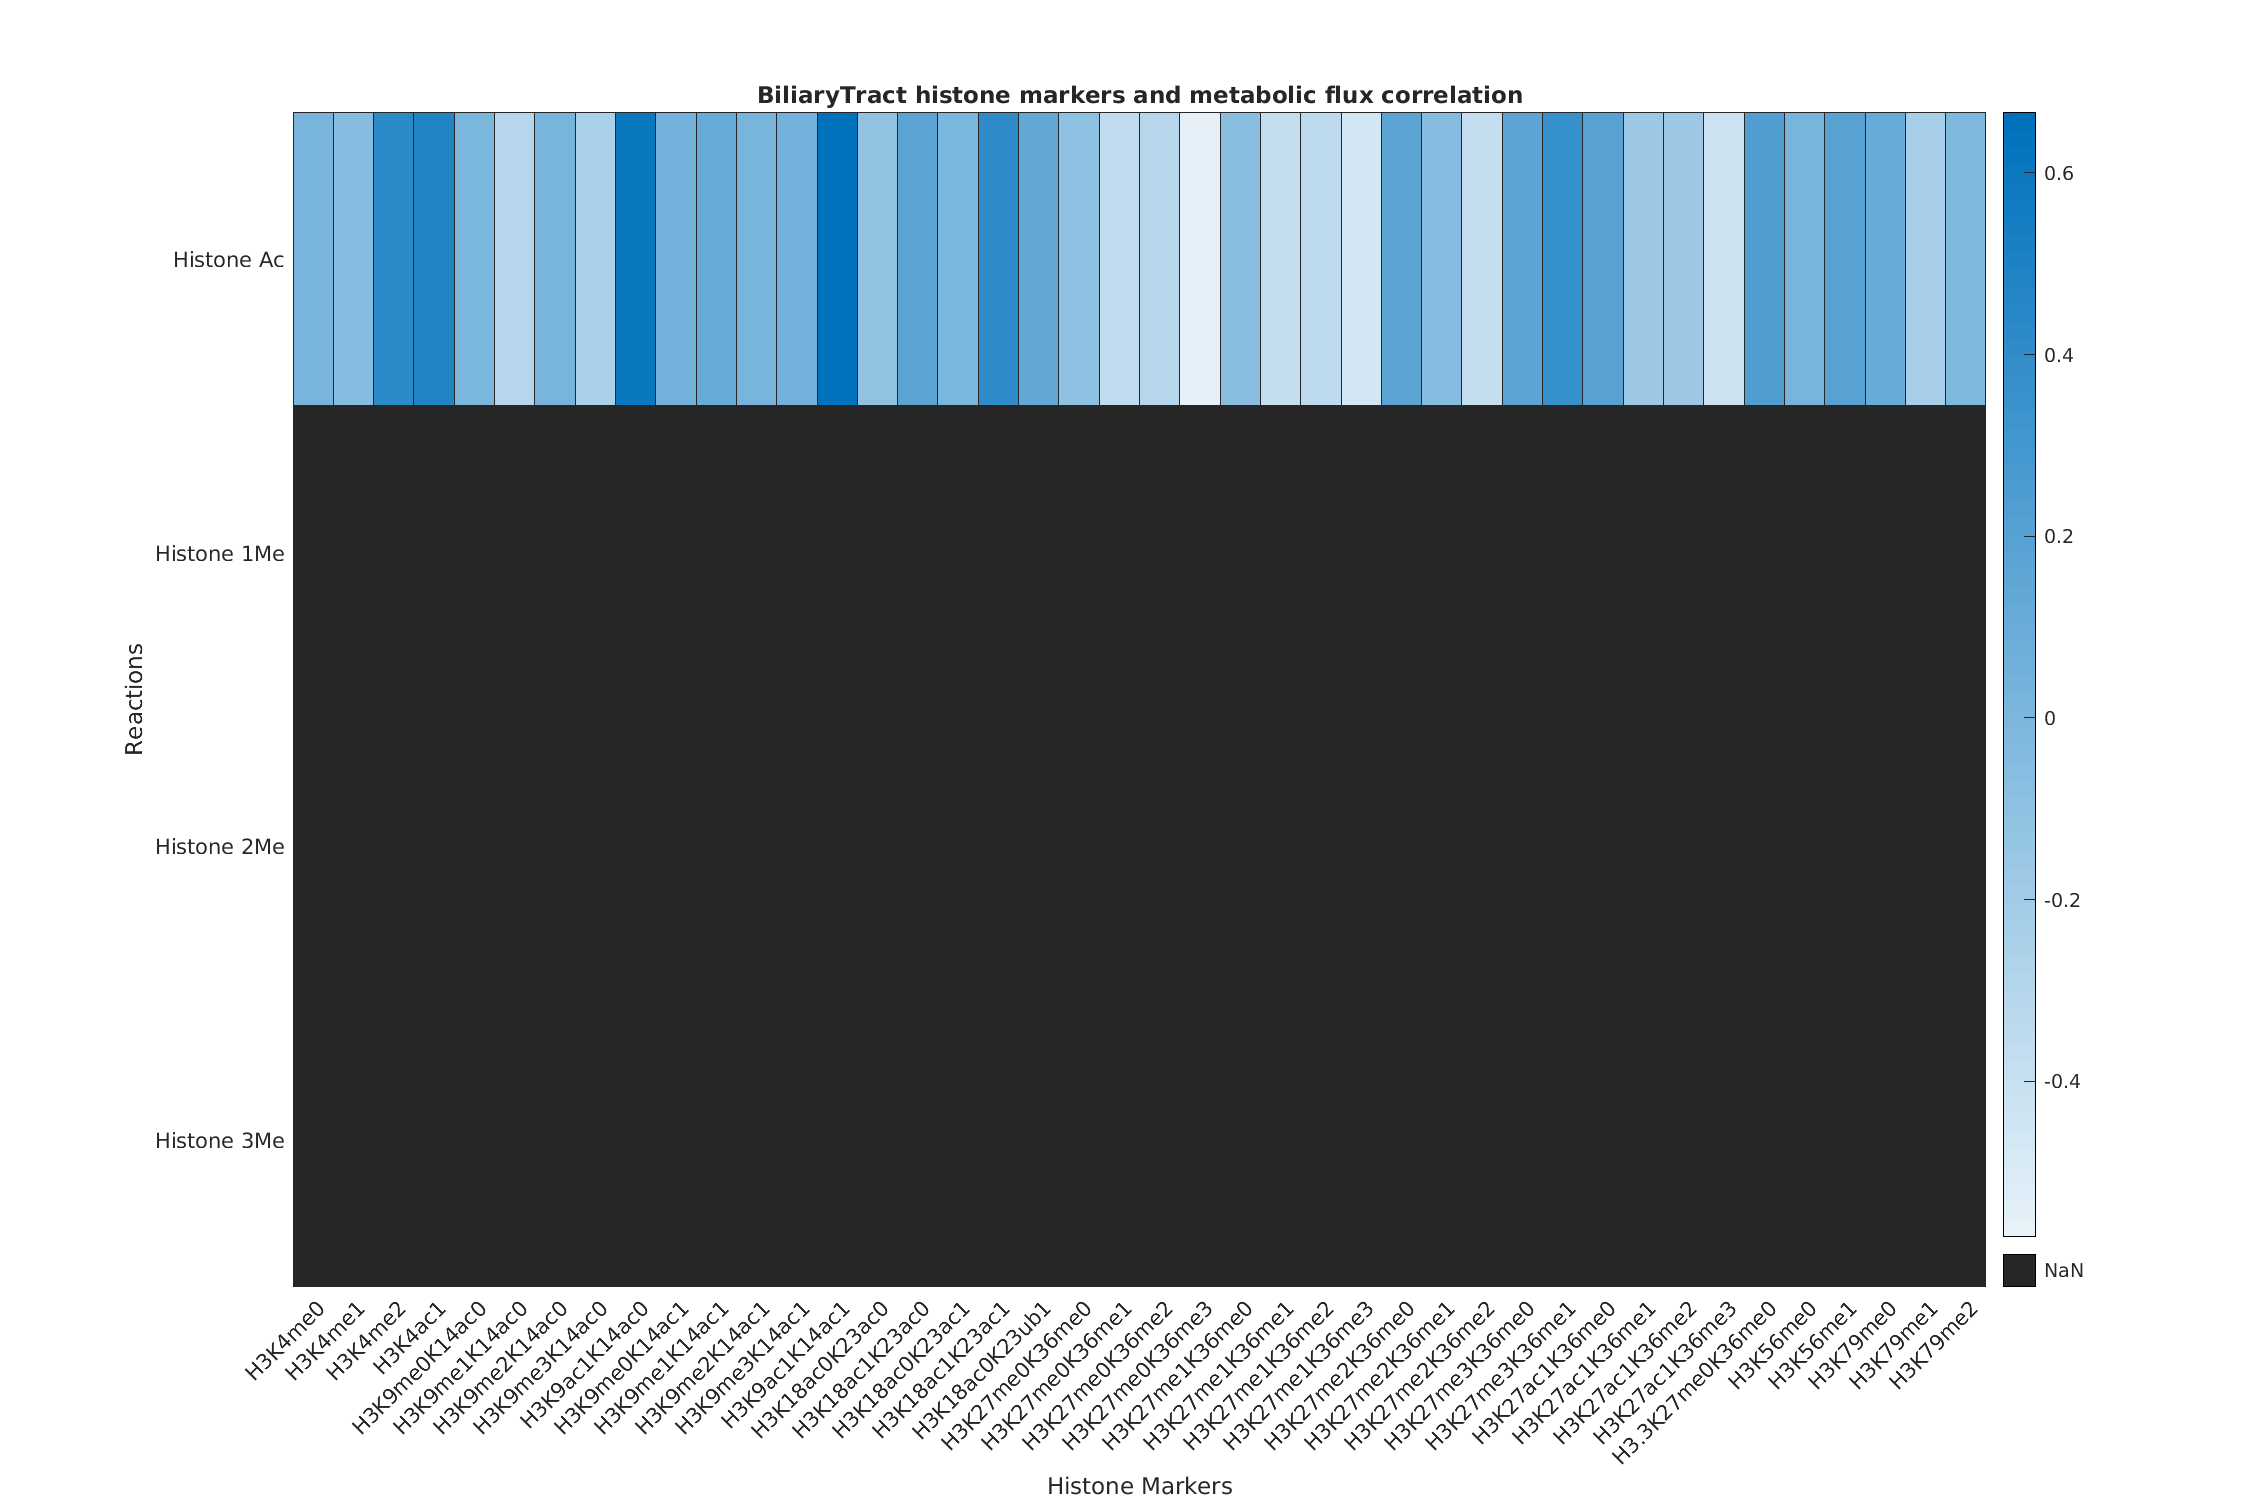 BiliaryTract histone markers and metabolic flux correlation
Reactions
Histone Ac
Histone 1Me
Histone 2Me
Histone 3Me
0.6
0.4
0.2
0
-0.2
-0.4
NaN
H3K4me0
H3K4me1
H3K4me2
H3K4ac1
H3K9me0K14ac0
H3K9me1K14ac0
H3K9me2K14ac0
H3K9me3K14ac0
H3K9ac1K14ac0
H3K9me0K14ac1
H3K9me1K14ac1
H3K9me2K14ac1
H3K9me3K14ac1
H3K9ac1K14ac1
H3K18ac0K23ac0
H3K18ac1K23ac0
H3K18ac0K23ac1
H3K18ac1K23ac1
H3K18ac0K23ub1
H3K27me0K36me0
H3K27me0K36me1
H3K27me0K36me2
H3K27me0K36me3
H3K27me1K36me0
H3K27me1K36me1
H3K27me1K36me2
H3K27me1K36me3
H3K27me2K36me0
H3K27me2K36me1
H3K27me2K36me2
H3K27me3K36me0
H3K27me3K36me1
H3K27ac1K36me0
H3K27ac1K36me1
H3K27ac1K36me2
H3K27ac1K36me3
H3.3K27me0K36me0
H3K56me0
H3K56me1
H3K79me0
H3K79me1
H3K79me2
Histone Markers